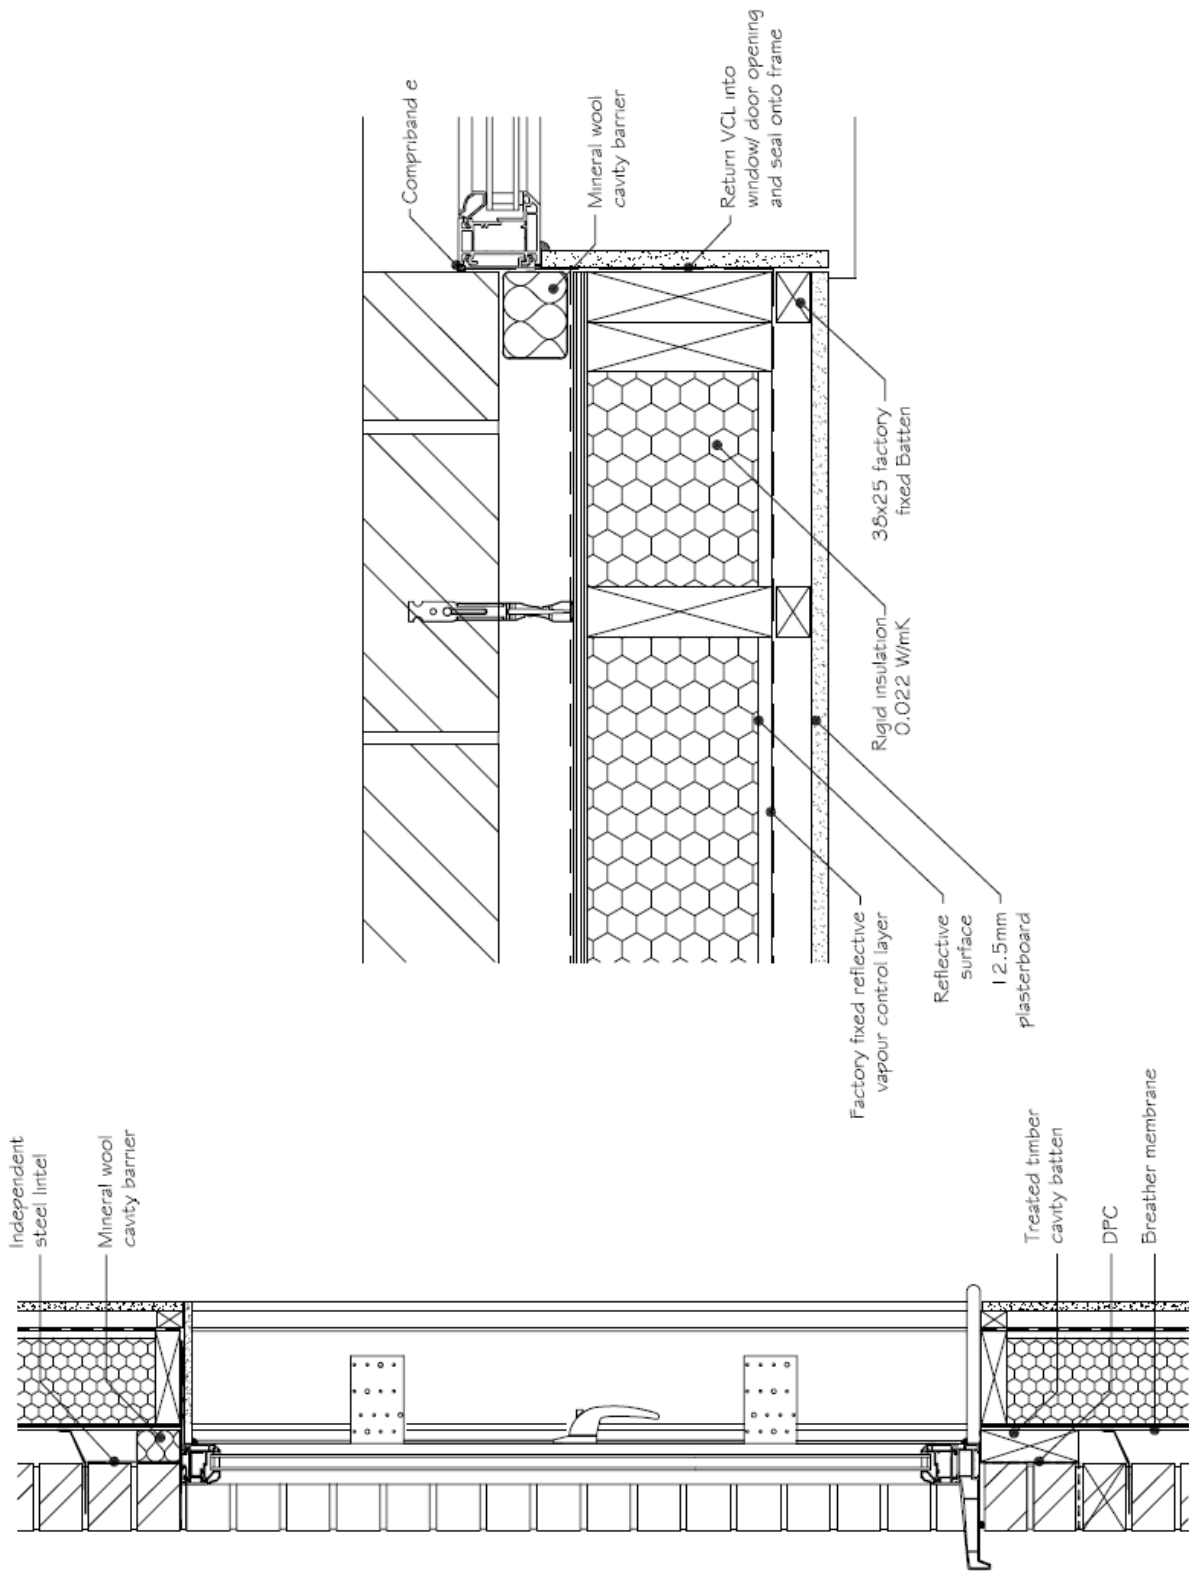 Compriband e
Mineral wool
cavity barrier
Return VCL into
window/ door opening
and seal onto frame
38x25 factory
fixed Batten
Rigid insulation
0.022 W/mK
Factory fixed reflective
vapour control layer
Reflective
surface
12.5mm
plasterboard
Independent
steel lintel
Mineral wool
cavity barrier
Treated timber
cavity batten
DPC
Breather membrane